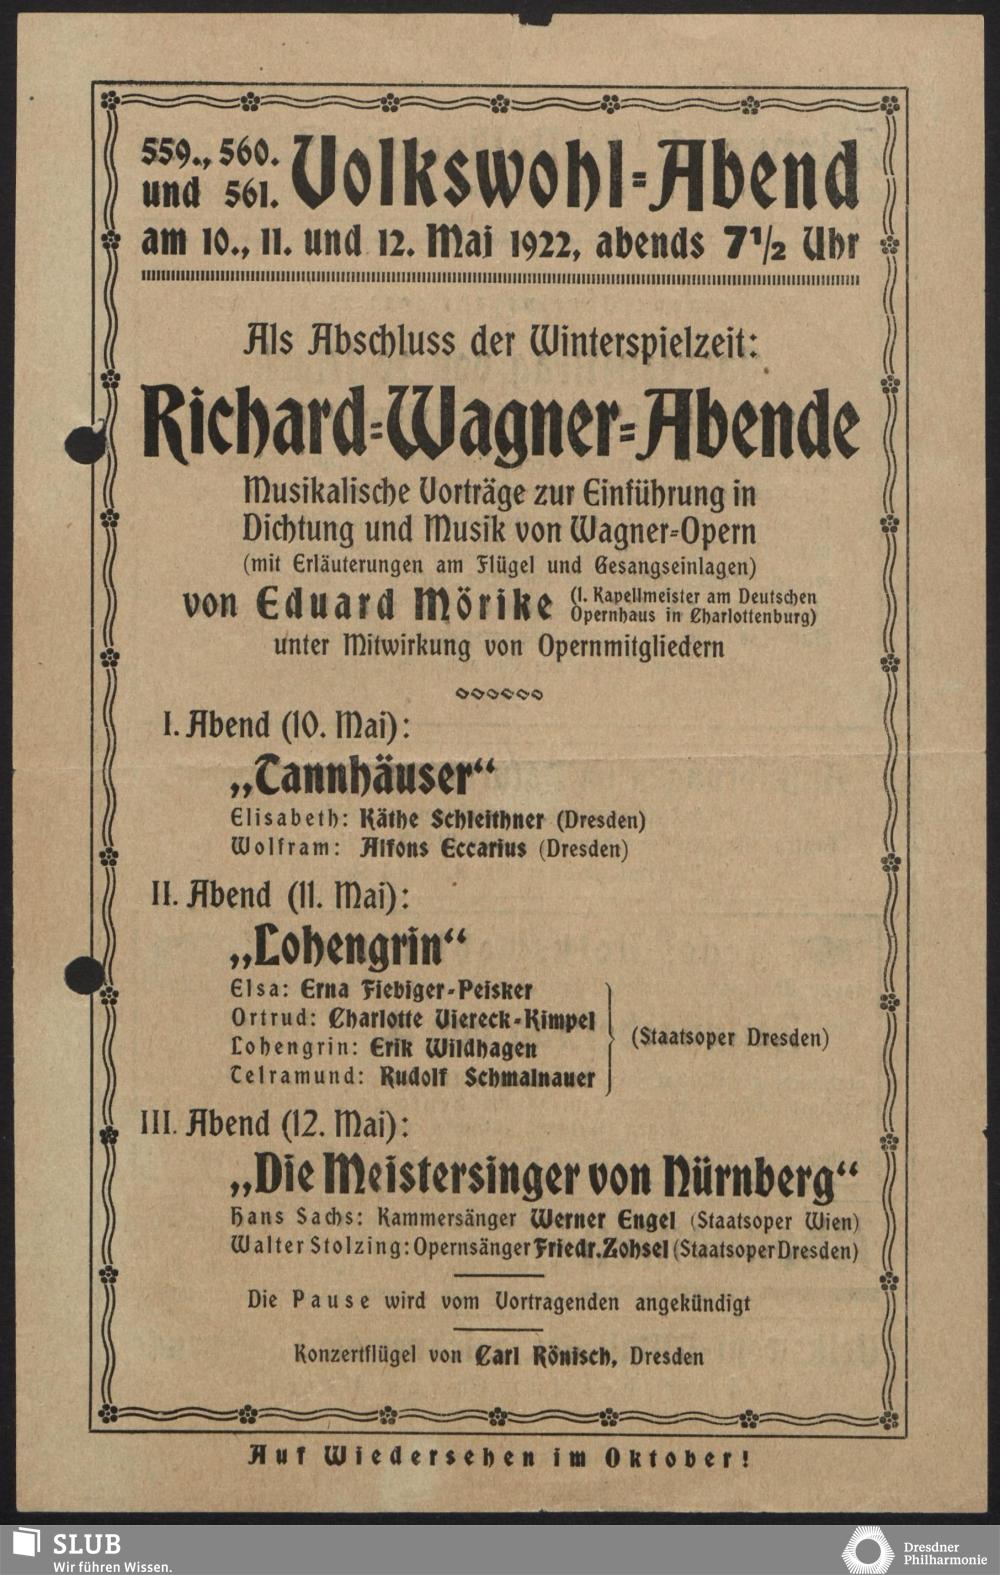 559., 560.
und 561. Volkswohl=Abend
am 10., 11. und 12. Mai 1922, abends 7½ Uhr
Als Abschluss der Winterspielzeit:
Richard=Wagner=Abende
Musikalische Vorträge zur Einführung in
Dichtung und Musik von Wagner=Opern
(mit Erläuterungen am Flügel und Gesangseinlagen)
von Eduard Mörike (I. Kapellmeister am Deutschen
Opernhaus in Charlottenburg)
unter Mitwirkung von Opernmitgliedern
I. Abend (10. Mai):
„Tannhäuser“
Elisabeth: Käthe Schleithner (Dresden)
Wolfram: Alfons Eccarius (Dresden)
II. Abend (11. Mai):
„Lohengrin“
Elsa: Erna Fiebiger-Peisker
Ortrud: Charlotte Viereck-Kimpel
Lohengrin: Erik Wildhagen
(Staatsoper Dresden)
Telramund: Rudolf Schmalnauer
III. Abend (12. Mai):
„Die Meistersinger von Nürnberg“
Hans Sachs: Kammersänger Werner Engel (Staatsoper Wien)
Walter Stolzing: Opernsänger Friedr. Zohsel (Staatsoper Dresden)
Die Pause wird vom Vortragenden angekündigt
Konzertflügel von Carl Rönisch, Dresden
Auf Wiedersehen im Oktober!
SLUB
Wir führen Wissen.
Dresdner
Philharmonie